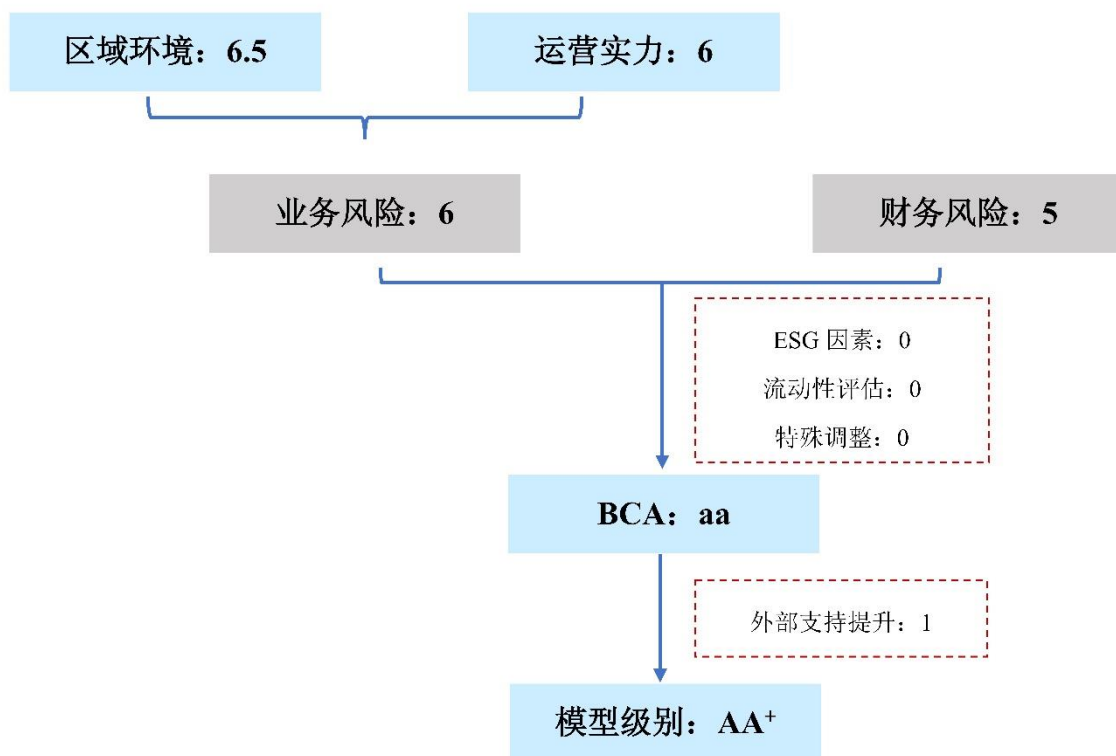 区域环境：6.5
运营实力：6
业务风险：6
财务风险：5
ESG 因素：0
流动性评估：0
特殊调整：0
BCA：aa
外部支持提升：1
模型级别：AA⁺